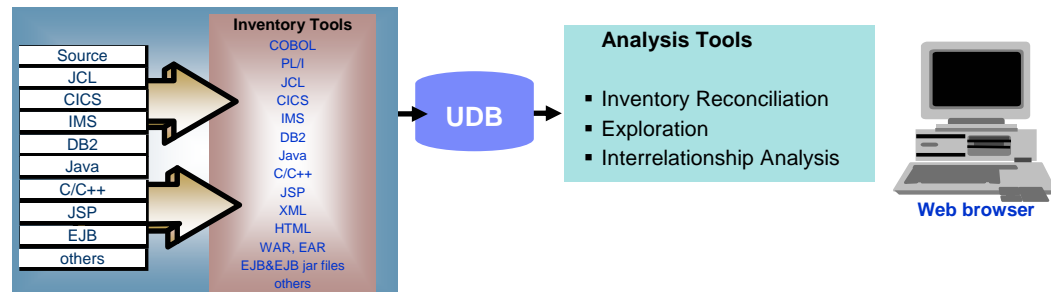 Source
JCL
CICS
IMS
DB2
Java
C/C++
JSP
EJB
others
Inventory Tools
COBOL
PL/I
JCL
CICS
IMS
DB2
Java
C/C++
JSP
XML
HTML
WAR, EAR
EJB&EJB jar files
others
UDB
Analysis Tools
▪ Inventory Reconciliation
▪ Exploration
▪ Interrelationship Analysis
Web browser